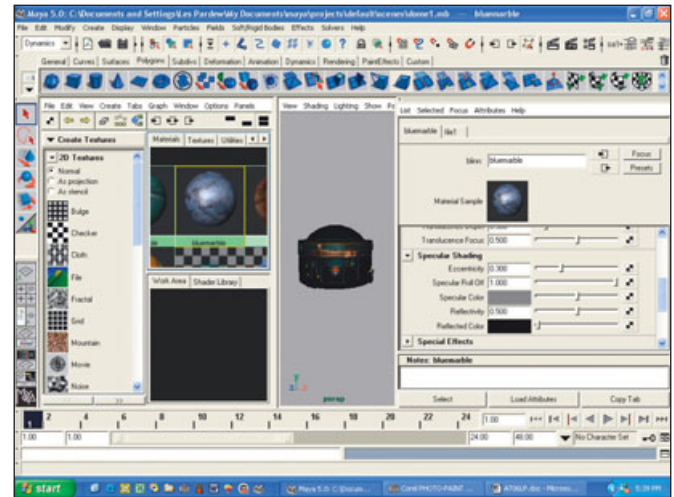 Maya 5.0: C:\Documents and Settings\Les Pardew\My Documents\maya\projects\default\scenes\dome1.mb --- bluemarble
File Edit Modify Create Display Window Particles Fields Soft/Rigid Bodies Effects Solvers Help
Dynamics
General Curves Surfaces Polygons Subdivs Deformation Animation Dynamics Rendering PaintEffects Custom
File Edit View Create Tabs Graph Window Options Panels
View Shading Lighting Show
List Selected Focus Attributes Help
Create Textures
Materials Textures Utilities
bluemarble tile1
2D Textures
Normal
As projection
As stencil
blinn: bluemarble
Focus
Presets
Material Sample
Bulge
Checker
Cloth
File
Fractal
Grid
Mountain
Movie
Noise
bluemarble
Work Area Shader Library
Translucence Focus 0.500
Specular Shading
Eccentricity 0.300
Specular Roll Off 1.000
Specular Color
Reflectivity 0.500
Reflected Color
Special Effects
Notes: bluemarble
persp
Select Load Attributes Copy Tab
1 2 4 6 8 10 12 14 16 18 20 22 24 1.00
1.00 1.00 24.00 48.00 No Character Set
start Maya 5.0: C:\Docum... Corel PHOTO-PAINT ... 5:39 PM